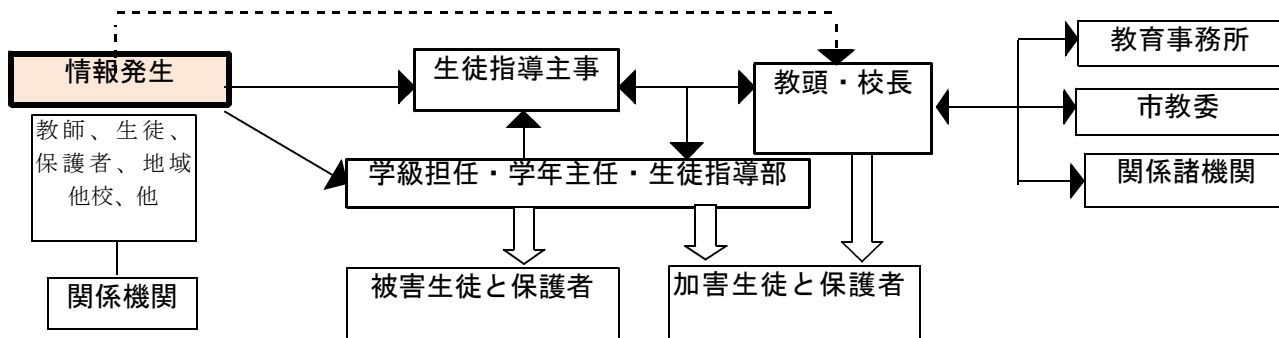 情報発生
教師、生徒、
保護者、地域
他校、他
関係機関
生徒指導主事
学級担任・学年主任・生徒指導部
被害生徒と保護者
教頭・校長
加害生徒と保護者
教育事務所
市教委
関係諸機関